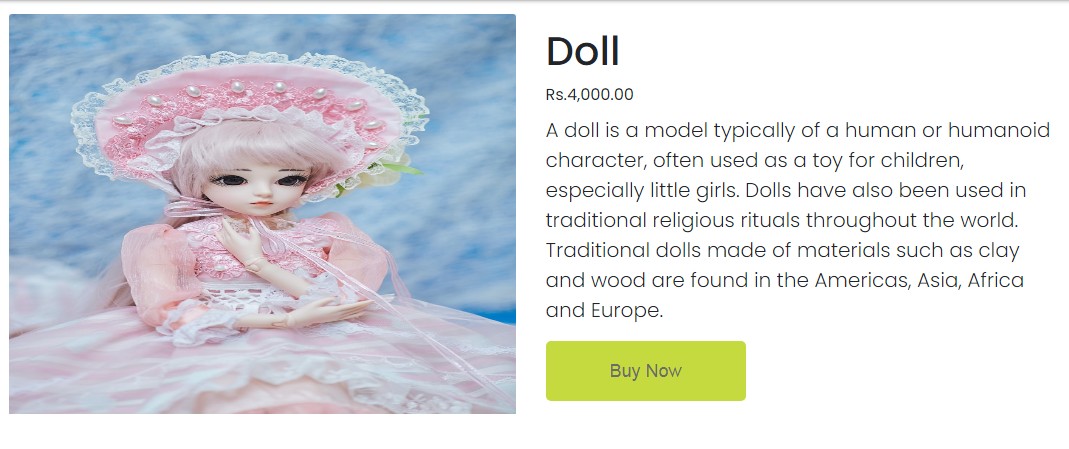 Doll
Rs.4,000.00
A doll is a model typically of a human or humanoid
character, often used as a toy for children,
especially little girls. Dolls have also been used in
traditional religious rituals throughout the world.
Traditional dolls made of materials such as clay
and wood are found in the Americas, Asia, Africa
and Europe.
Buy Now